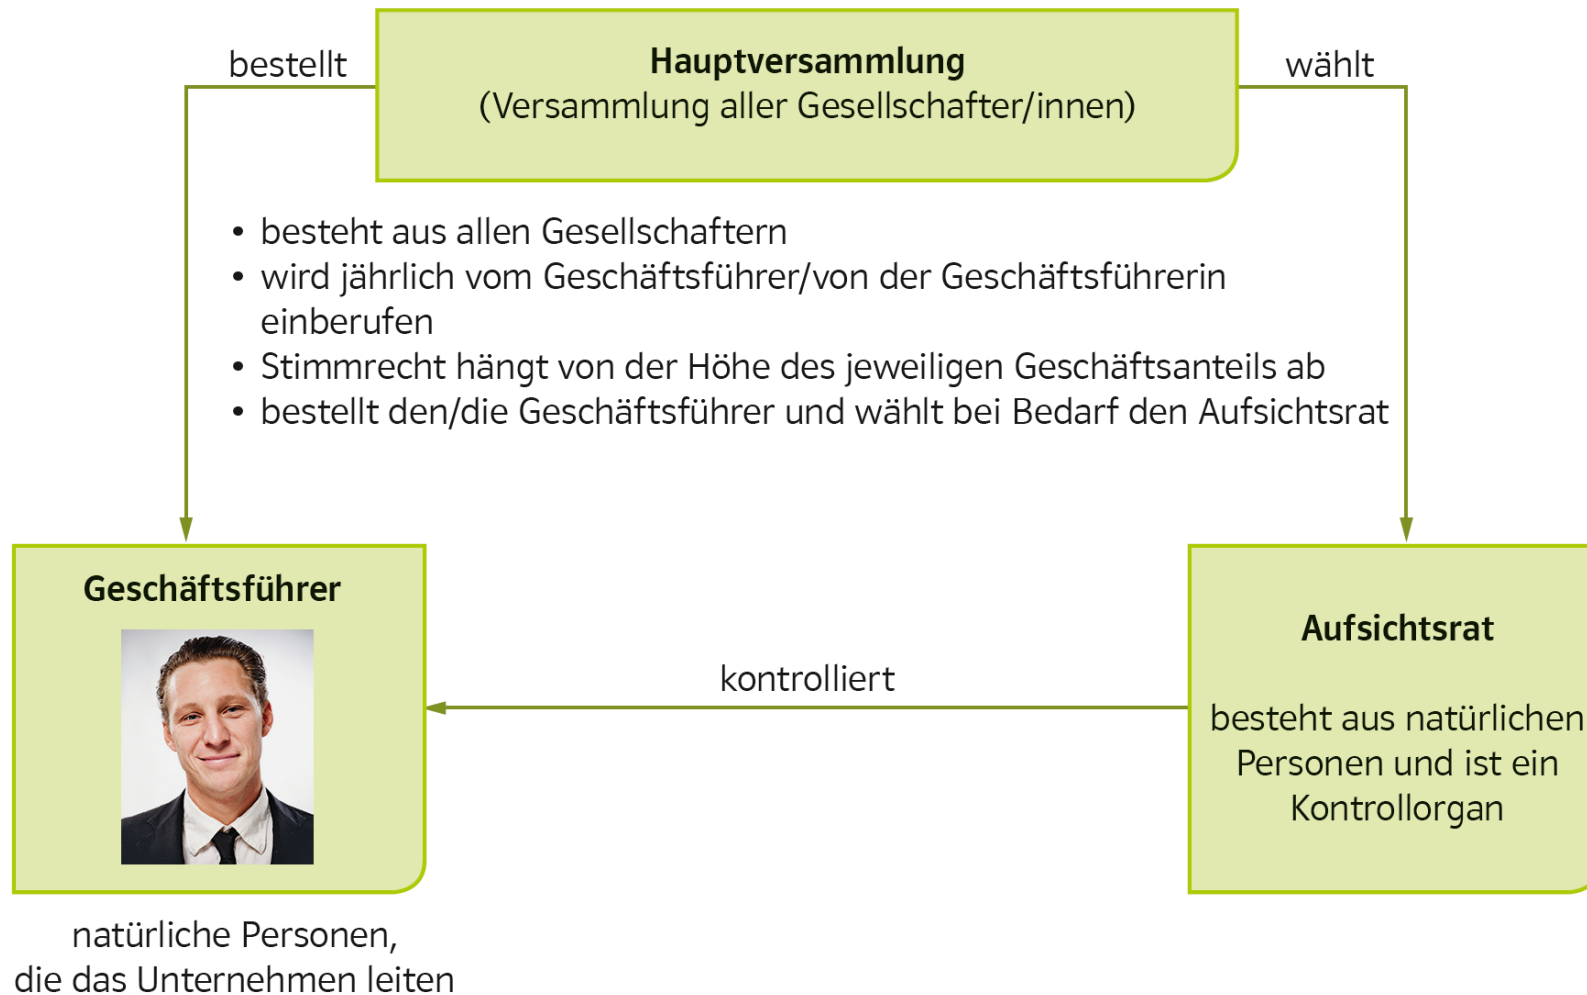 bestellt
Hauptversammlung
(Versammlung aller Gesellschafter/innen)
wählt
• besteht aus allen Gesellschaftern
• wird jährlich vom Geschäftsführer/von der Geschäftsführerin
einberufen
• Stimmrecht hängt von der Höhe des jeweiligen Geschäftsanteils ab
• bestellt den/die Geschäftsführer und wählt bei Bedarf den Aufsichtsrat
Geschäftsführer
kontrolliert
Aufsichtsrat
besteht aus natürlichen
Personen und ist ein
Kontrollorgan
natürliche Personen,
die das Unternehmen leiten